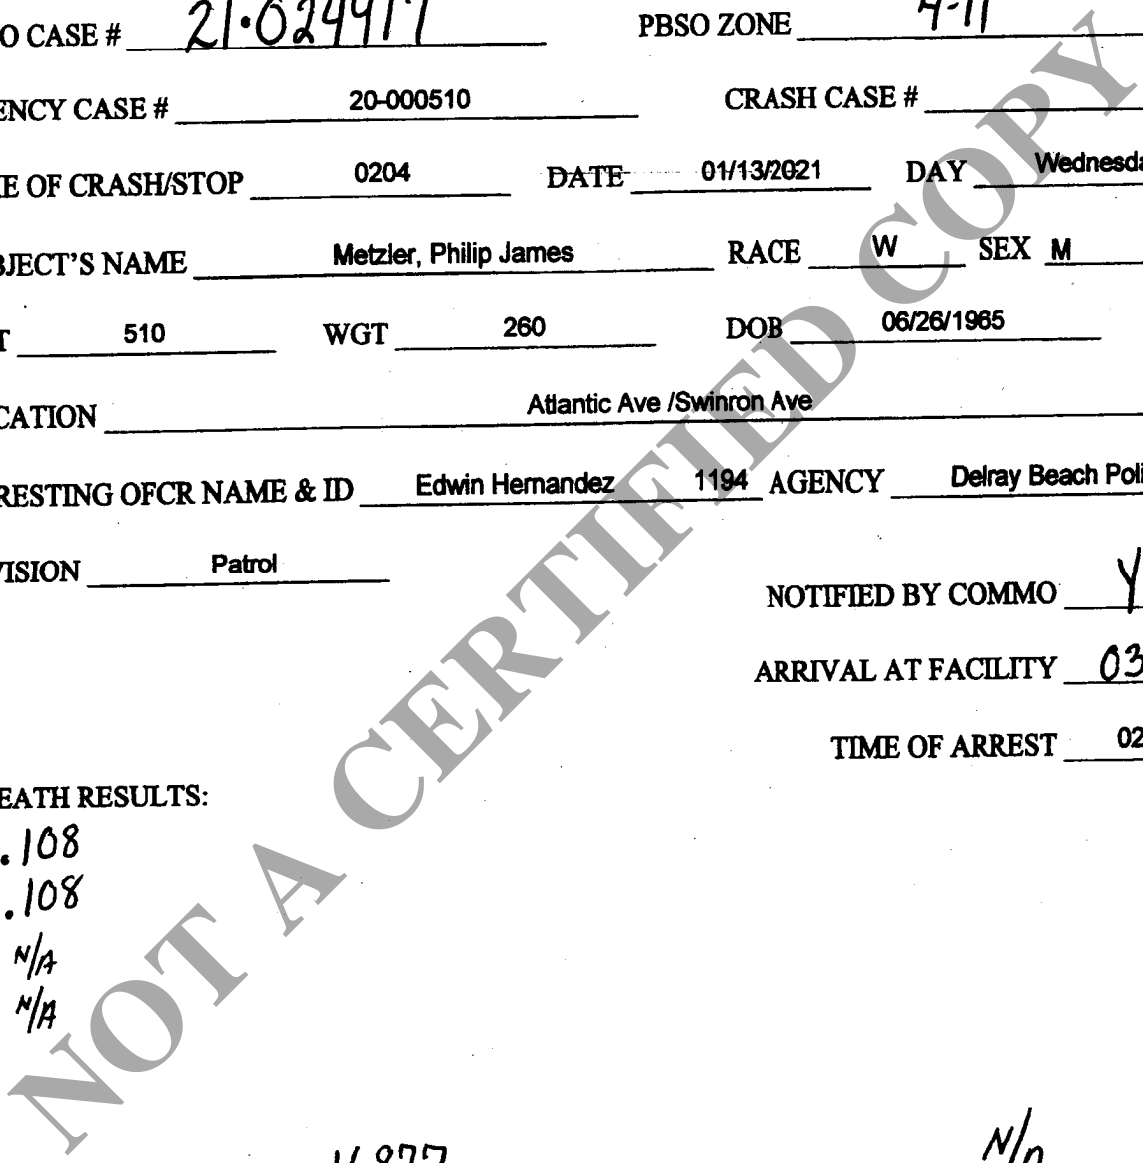 O CASE # 21-024917 PBSO ZONE 4-11
ENCY CASE # 20-000510 CRASH CASE #
E OF CRASH/STOP 0204 DATE 01/13/2021 DAY Wednesda
BJECT'S NAME Metzler, Philip James RACE W SEX M
T 510 WGT 260 DOB 06/26/1965
CATION Atlantic Ave /Swinron Ave
RESTING OFCR NAME & ID Edwin Hernandez 1194 AGENCY Delray Beach Poli
VISION Patrol
NOTIFIED BY COMMO Y
ARRIVAL AT FACILITY 03
TIME OF ARREST 02
EATH RESULTS:
.108
.108
N/A
N/A
N/A
NOT A CERTIFIED COPY